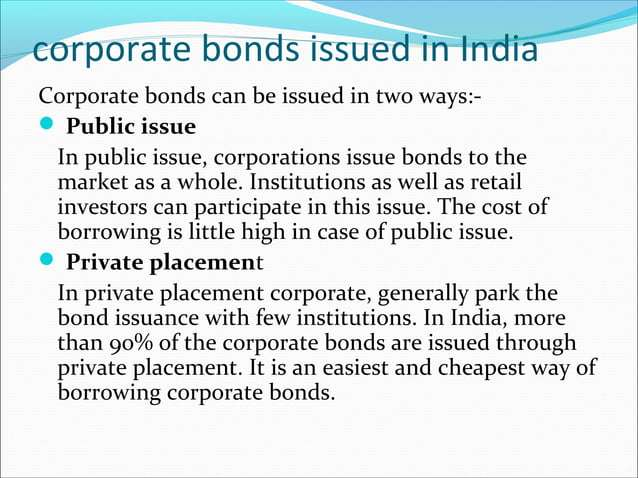 corporate bonds issued in India
Corporate bonds can be issued in two ways:-
Public issue
In public issue, corporations issue bonds to the
market as a whole. Institutions as well as retail
investors can participate in this issue. The cost of
borrowing is little high in case of public issue.
Private placement
In private placement corporate, generally park the
bond issuance with few institutions. In India, more
than 90% of the corporate bonds are issued through
private placement. It is an easiest and cheapest way of
borrowing corporate bonds.